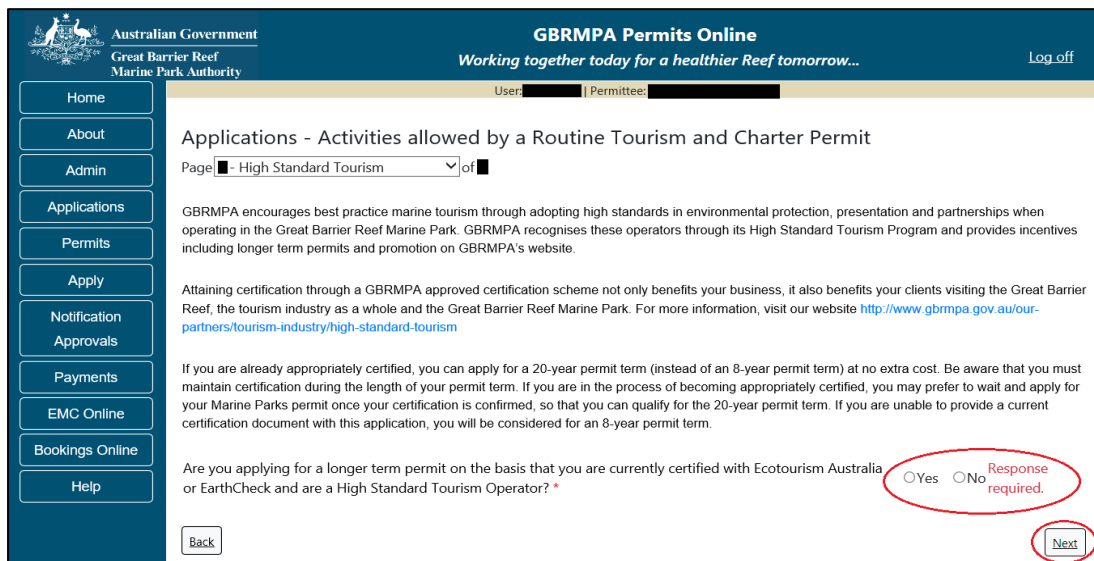 Australian Government
Great Barrier Reef
Marine Park Authority
GBRMPA Permits Online
Working together today for a healthier Reef tomorrow...
Log off
User: | Permittee:
Home
About
Admin
Applications
Permits
Apply
Notification
Approvals
Payments
EMC Online
Bookings Online
Help
Applications - Activities allowed by a Routine Tourism and Charter Permit
Page - High Standard Tourism of
GBRMPA encourages best practice marine tourism through adopting high standards in environmental protection, presentation and partnerships when
operating in the Great Barrier Reef Marine Park. GBRMPA recognises these operators through its High Standard Tourism Program and provides incentives
including longer term permits and promotion on GBRMPA's website.
Attaining certification through a GBRMPA approved certification scheme not only benefits your business, it also benefits your clients visiting the Great Barrier
Reef, the tourism industry as a whole and the Great Barrier Reef Marine Park. For more information, visit our website http://www.gbrmpa.gov.au/our-
partners/tourism-industry/high-standard-tourism
If you are already appropriately certified, you can apply for a 20-year permit term (instead of an 8-year permit term) at no extra cost. Be aware that you must
maintain certification during the length of your permit term. If you are in the process of becoming appropriately certified, you may prefer to wait and apply for
your Marine Parks permit once your certification is confirmed, so that you can qualify for the 20-year permit term. If you are unable to provide a current
certification document with this application, you will be considered for an 8-year permit term.
Are you applying for a longer term permit on the basis that you are currently certified with Ecotourism Australia
or EarthCheck and are a High Standard Tourism Operator? *
Yes No Response
required.
Back
Next